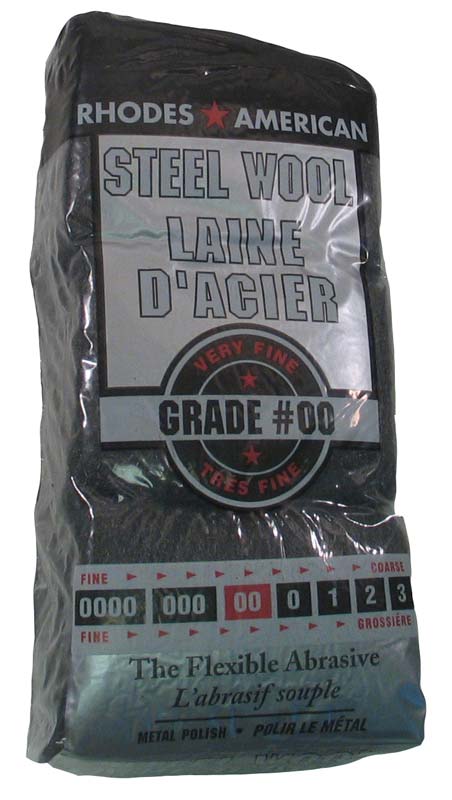 RHODES ★ AMERICAN
STEEL WOOL
LAINE
D'ACIER
VERY FINE
GRADE #00
TRÈS FINE
FINE COARSE
0000 000 00 0 1 2 3
FINE GROSSIÈRE
The Flexible Abrasive
L'abrasif souple
METAL POLISH • POLIR LE MÉTAL